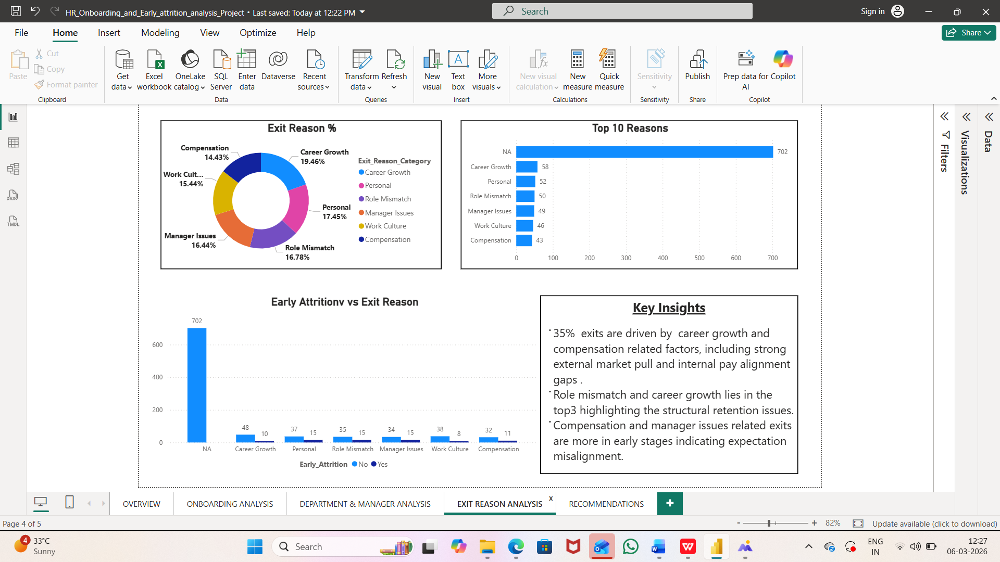 HR_Onboarding_and_Early_attrition_analysis_Project • Last saved: Today at 12:22 PM
Search
Sign in
File Home Insert Modeling View Optimize Help
Share
Paste
Cut
Copy
Format painter
Clipboard
Get data
Excel workbook
OneLake catalog
SQL Server
Enter data
Dataverse
Recent sources
Data
Transform data
Refresh
Queries
New visual
Text box
More visuals
Insert
New visual calculation
New measure
Quick measure
Calculations
Sensitivity
Sensitivity
Publish
Share
Prep data for AI
Copilot
Copilot
DAX
TMDL
Exit Reason %
Compensation
14.43%
Career Growth
19.46%
Work Cult...
15.44%
Personal
17.45%
Manager Issues
16.44%
Role Mismatch
16.78%
Exit_Reason_Category
Career Growth
Personal
Role Mismatch
Manager Issues
Work Culture
Compensation
Top 10 Reasons
NA 702
Career Growth 58
Personal 52
Role Mismatch 50
Manager Issues 49
Work Culture 46
Compensation 43
0 100 200 300 400 500 600 700
Early Attritionv vs Exit Reason
702
600
400
200
0
48 10 37 15 35 15 34 15 38 8 32 11
NA Career Growth Personal Role Mismatch Manager Issues Work Culture Compensation
Early_Attrition No Yes
Key Insights
• 35%  exits are driven by  career growth and
compensation related factors, including strong
external market pull and internal pay alignment
gaps .
• Role mismatch and career growth lies in the
top3 highlighting the structural retention issues.
• Compensation and manager issues related exits
are more in early stages indicating expectation
misalignment.
Filters
Visualizations
Data
OVERVIEW
ONBOARDING ANALYSIS
DEPARTMENT & MANAGER ANALYSIS
EXIT REASON ANALYSIS x
RECOMMENDATIONS
+
Page 4 of 5
- + 82%
Update available (click to download)
4
33°C
Sunny
Search
ENG
IN
12:27
06-03-2026